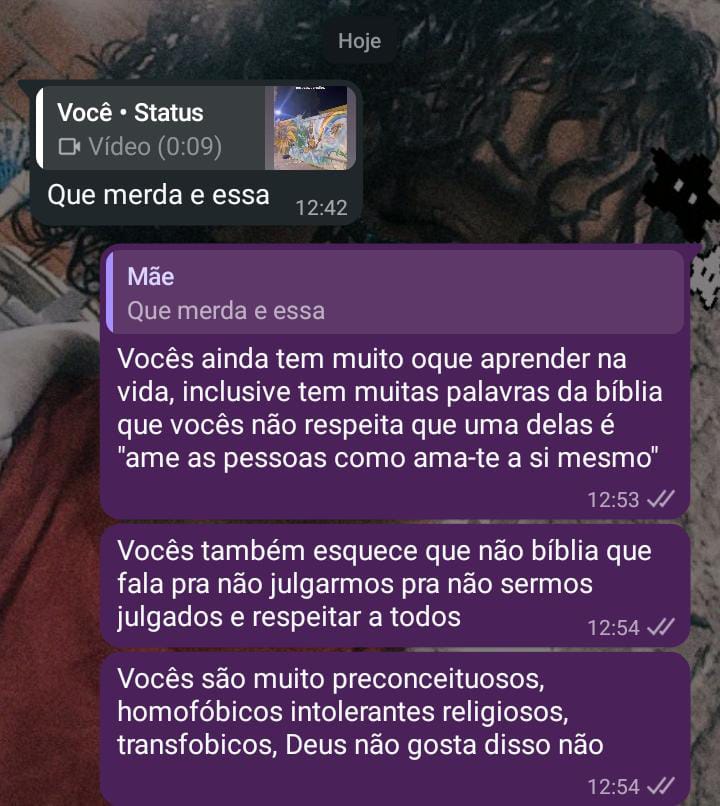 Hoje
Você • Status
Vídeo (0:09)
Que merda e essa
12:42
Mãe
Que merda e essa
Vocês ainda tem muito oque aprender na
vida, inclusive tem muitas palavras da bíblia
que vocês não respeita que uma delas é
"ame as pessoas como ama-te a si mesmo"
12:53
Vocês também esquece que não bíblia que
fala pra não julgarmos pra não sermos
julgados e respeitar a todos
12:54
Vocês são muito preconceituosos,
homofóbicos intolerantes religiosos,
transfobicos, Deus não gosta disso não
12:54